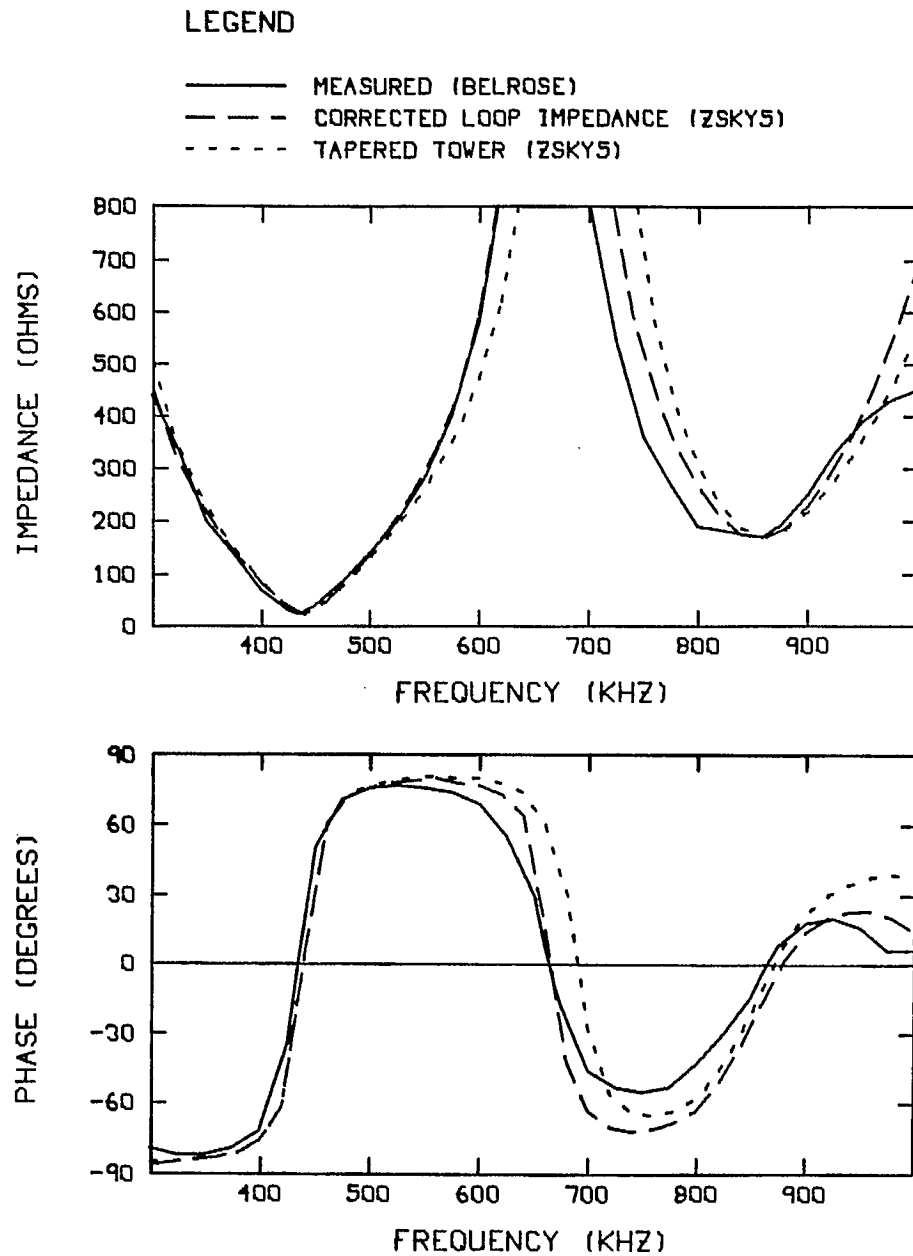 LEGEND
MEASURED (BELROSE)
CORRECTED LOOP IMPEDANCE (ZSKY5)
TAPERED TOWER (ZSKY5)
800
700
600
500
400
300
200
100
0
IMPEDANCE (OHMS)
400 500 600 700 800 900
FREQUENCY (KHZ)
90
60
30
0
-30
-60
-90
PHASE (DEGREES)
400 500 600 700 800 900
FREQUENCY (KHZ)